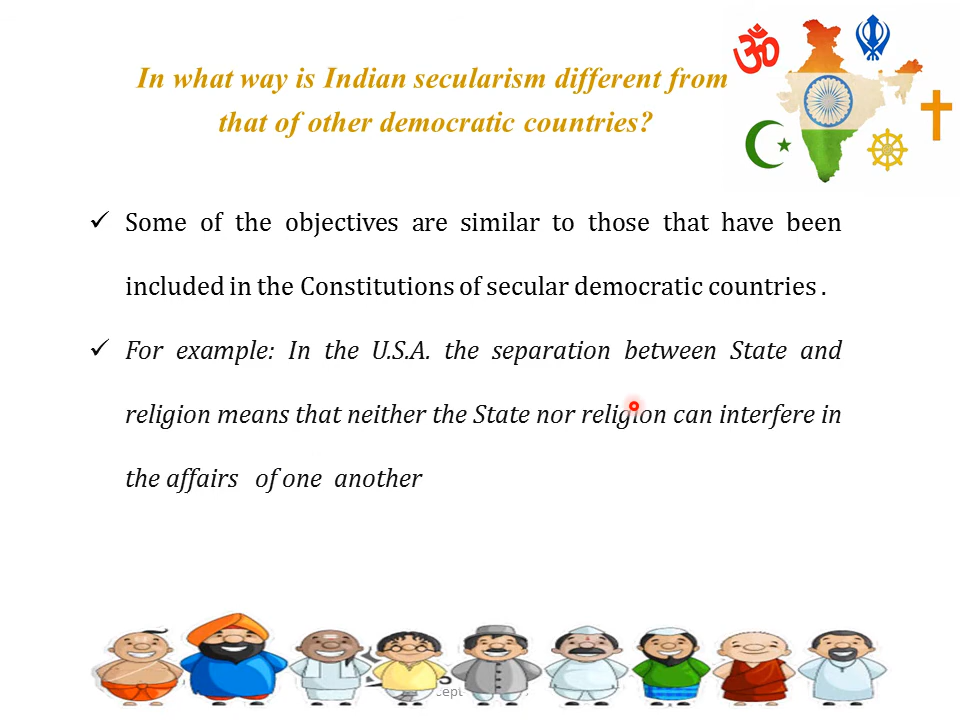 In what way is Indian secularism different from
that of other democratic countries?
✓ Some of the objectives are similar to those that have been
included in the Constitutions of secular democratic countries .
✓ For example: In the U.S.A. the separation between State and
religion means that neither the State nor religion can interfere in
the affairs of one another